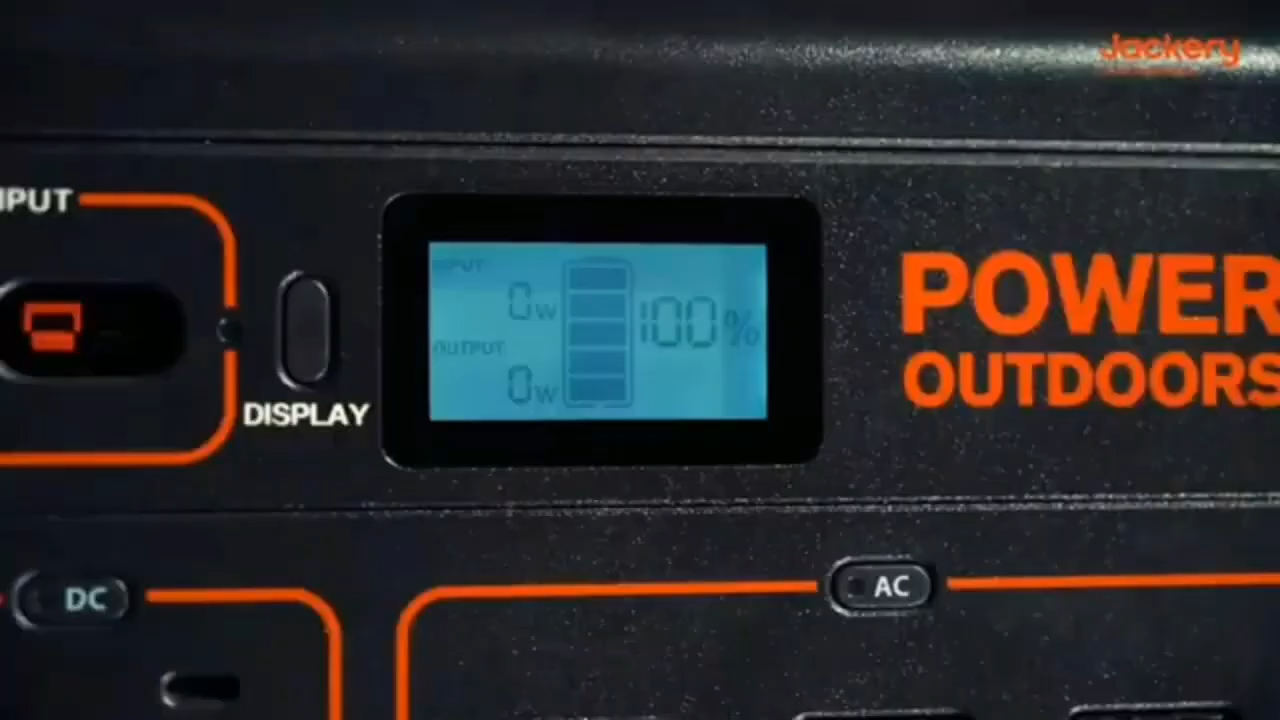 Jackery
INPUT
DISPLAY
INPUT
0W
OUTPUT
0W
100%
POWER
OUTDOORS
DC
AC